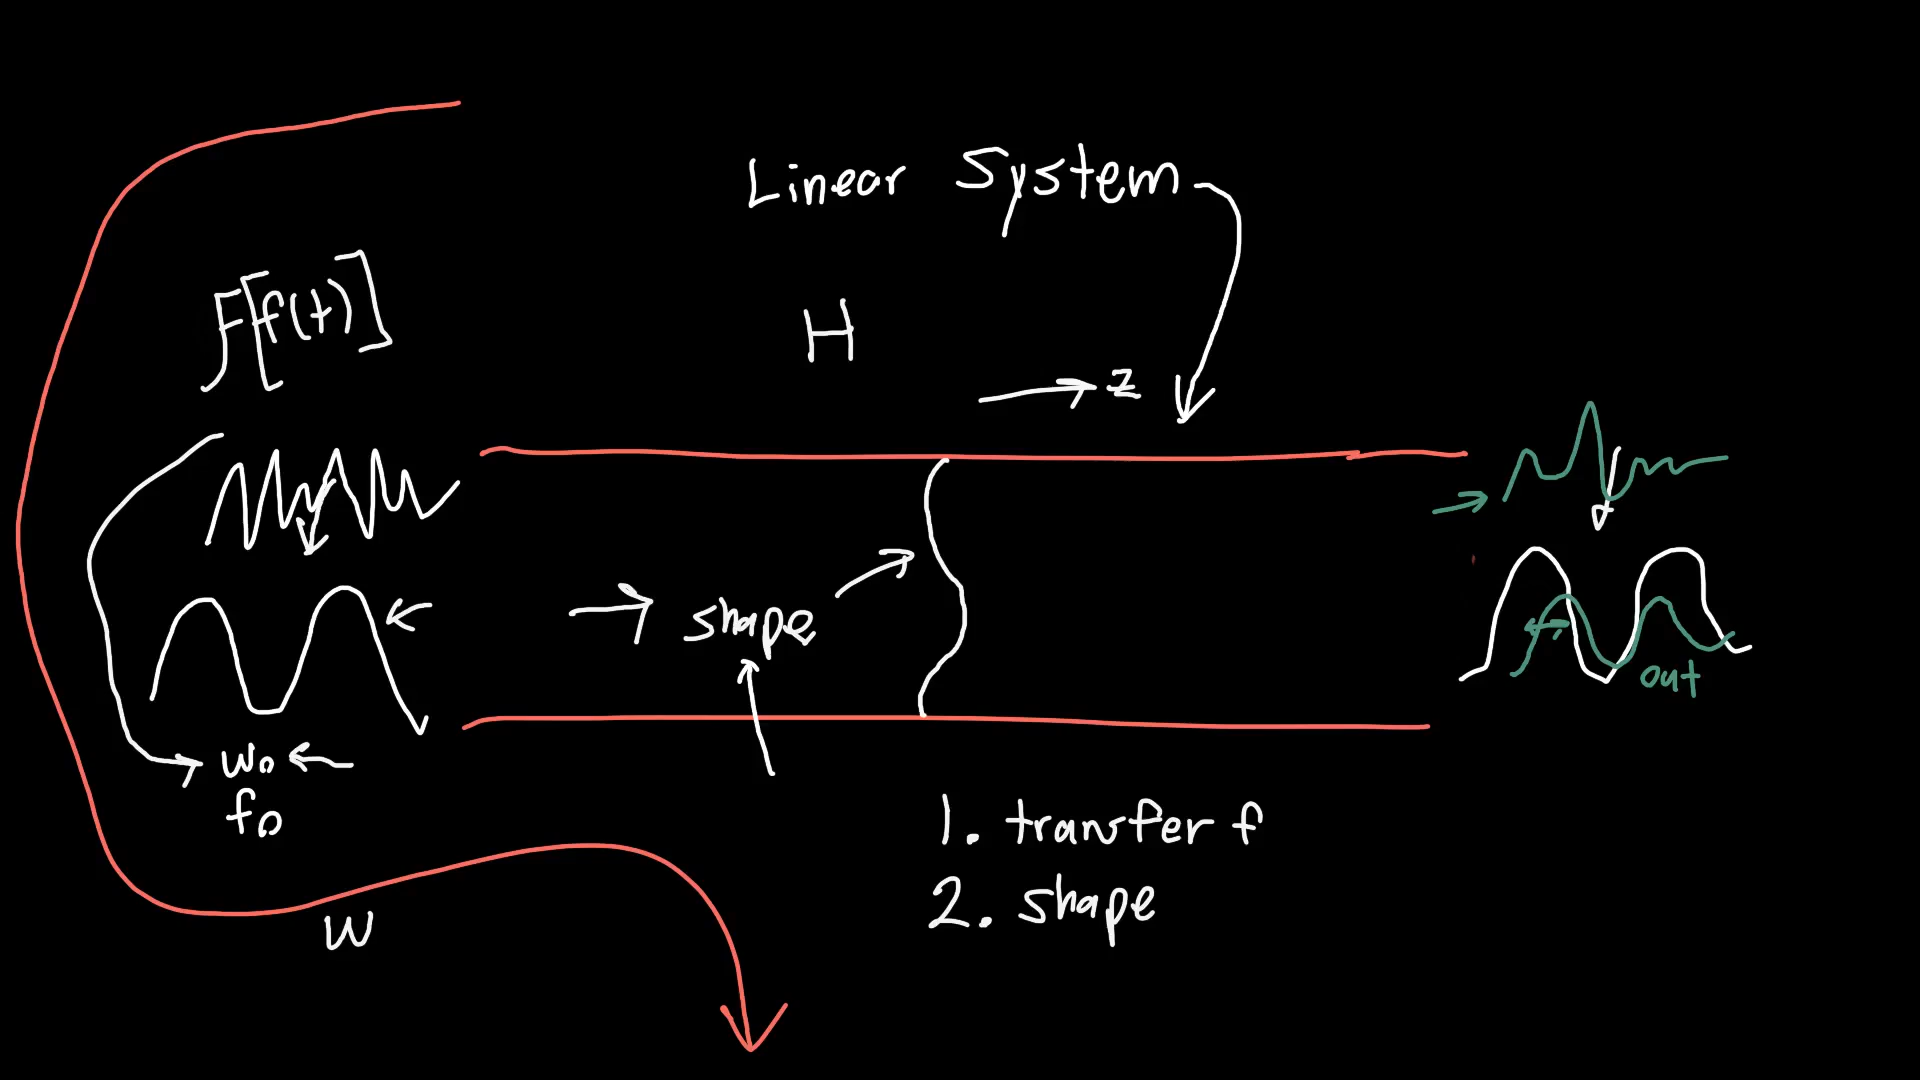 Linear System
F[f(t)]
H
z
shape
out
w₀
f₀
1. transfer f
2. shape
w